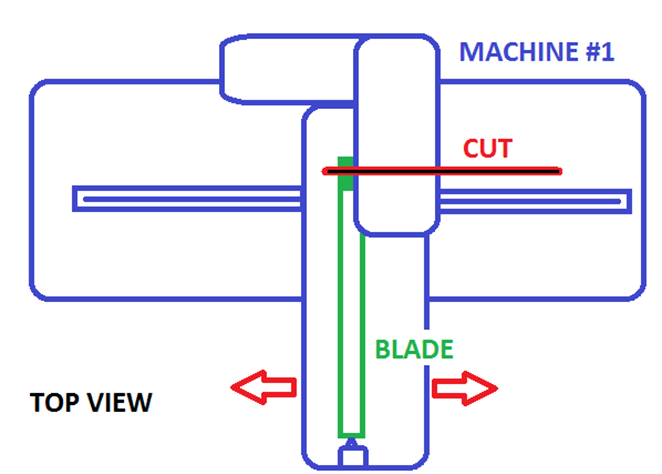 MACHINE #1
CUT
BLADE
TOP VIEW